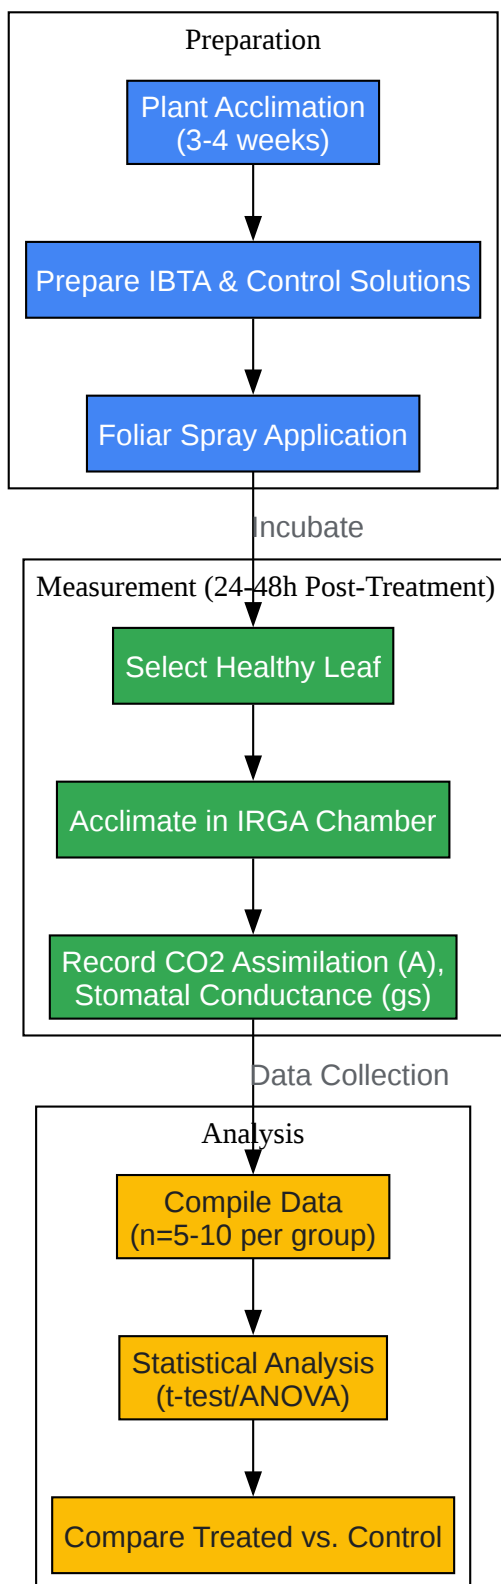 Preparation
Plant Acclimation
(3-4 weeks)
Prepare IBTA & Control Solutions
Foliar Spray Application
Incubate
Measurement (24-48h Post-Treatment)
Select Healthy Leaf
Acclimate in IRGA Chamber
Record CO2 Assimilation (A),
Stomatal Conductance (gs)
Data Collection
Analysis
Compile Data
(n=5-10 per group)
Statistical Analysis
(t-test/ANOVA)
Compare Treated vs. Control